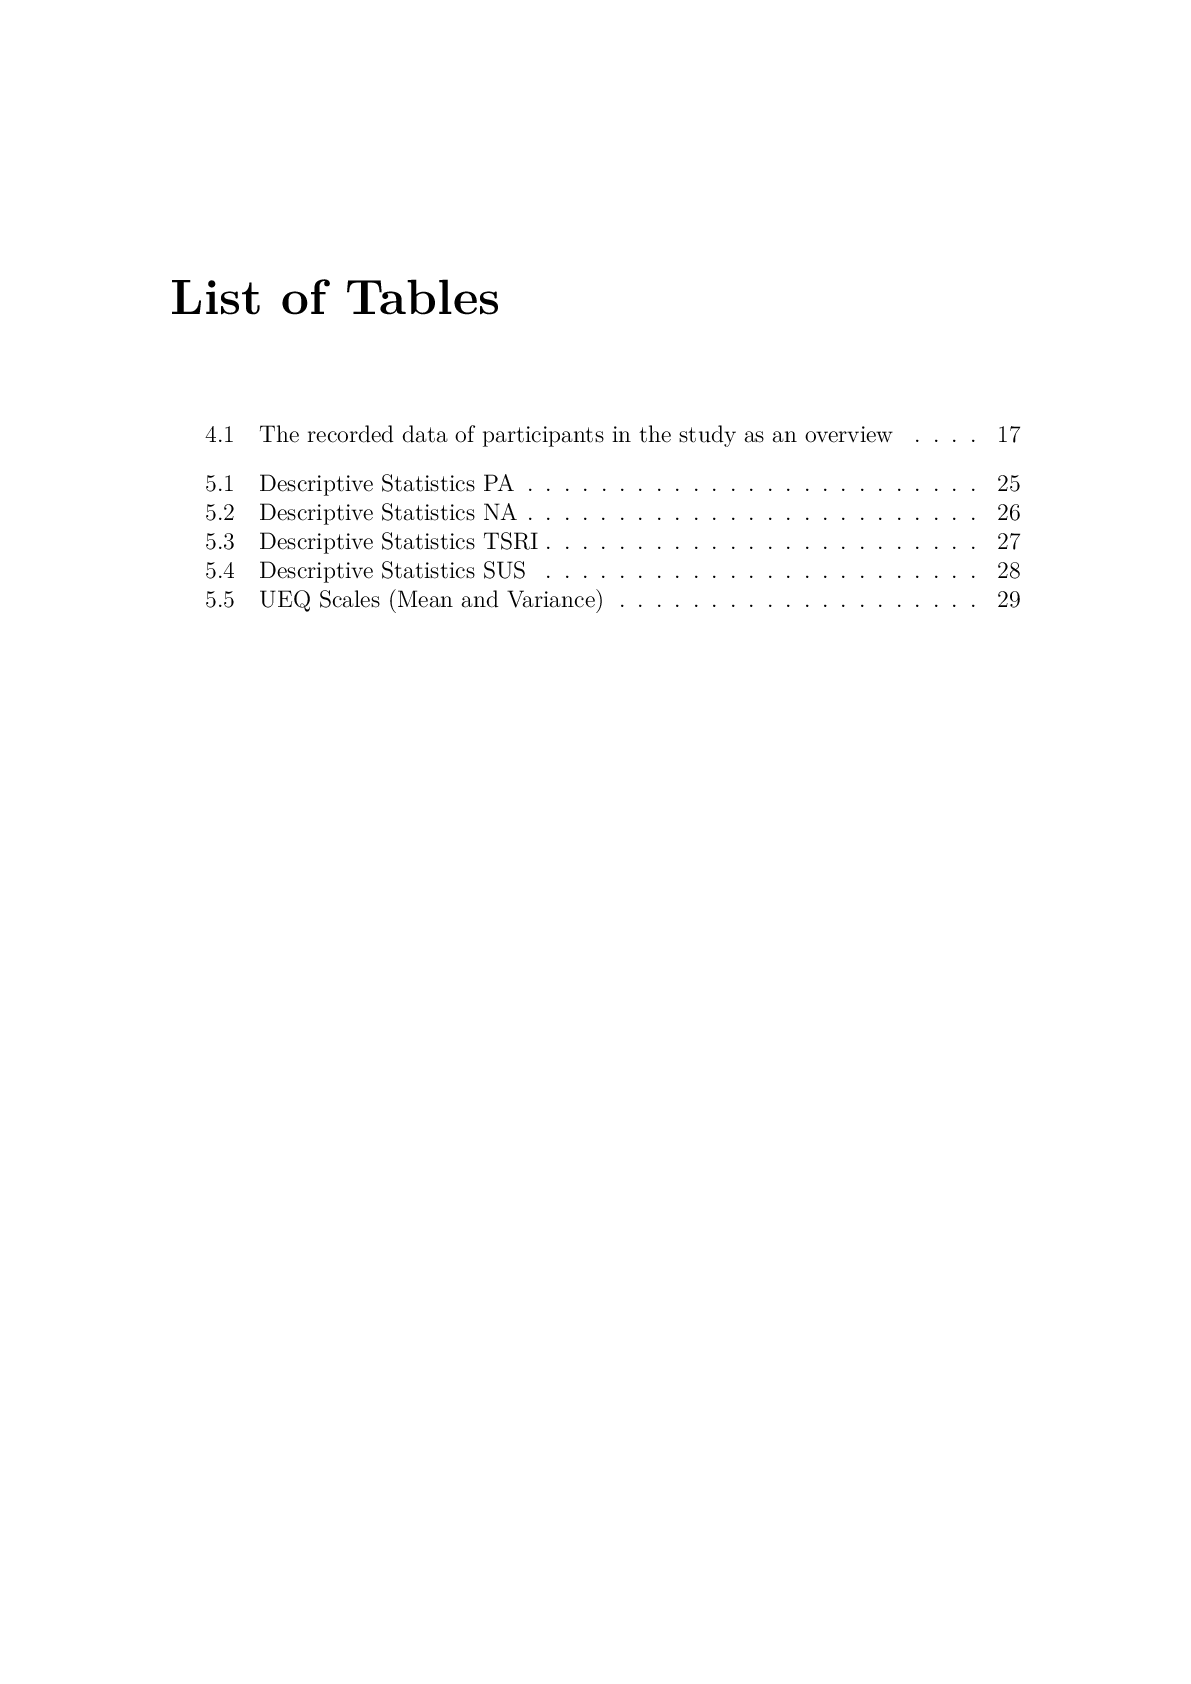 List of Tables
4.1 The recorded data of participants in the study as an overview . . . . 17
5.1 Descriptive Statistics PA . . . . . . . . . . . . . . . . . . . . . . . . . 25
5.2 Descriptive Statistics NA . . . . . . . . . . . . . . . . . . . . . . . . . 26
5.3 Descriptive Statistics TSRI . . . . . . . . . . . . . . . . . . . . . . . . 27
5.4 Descriptive Statistics SUS . . . . . . . . . . . . . . . . . . . . . . . . 28
5.5 UEQ Scales (Mean and Variance) . . . . . . . . . . . . . . . . . . . . 29